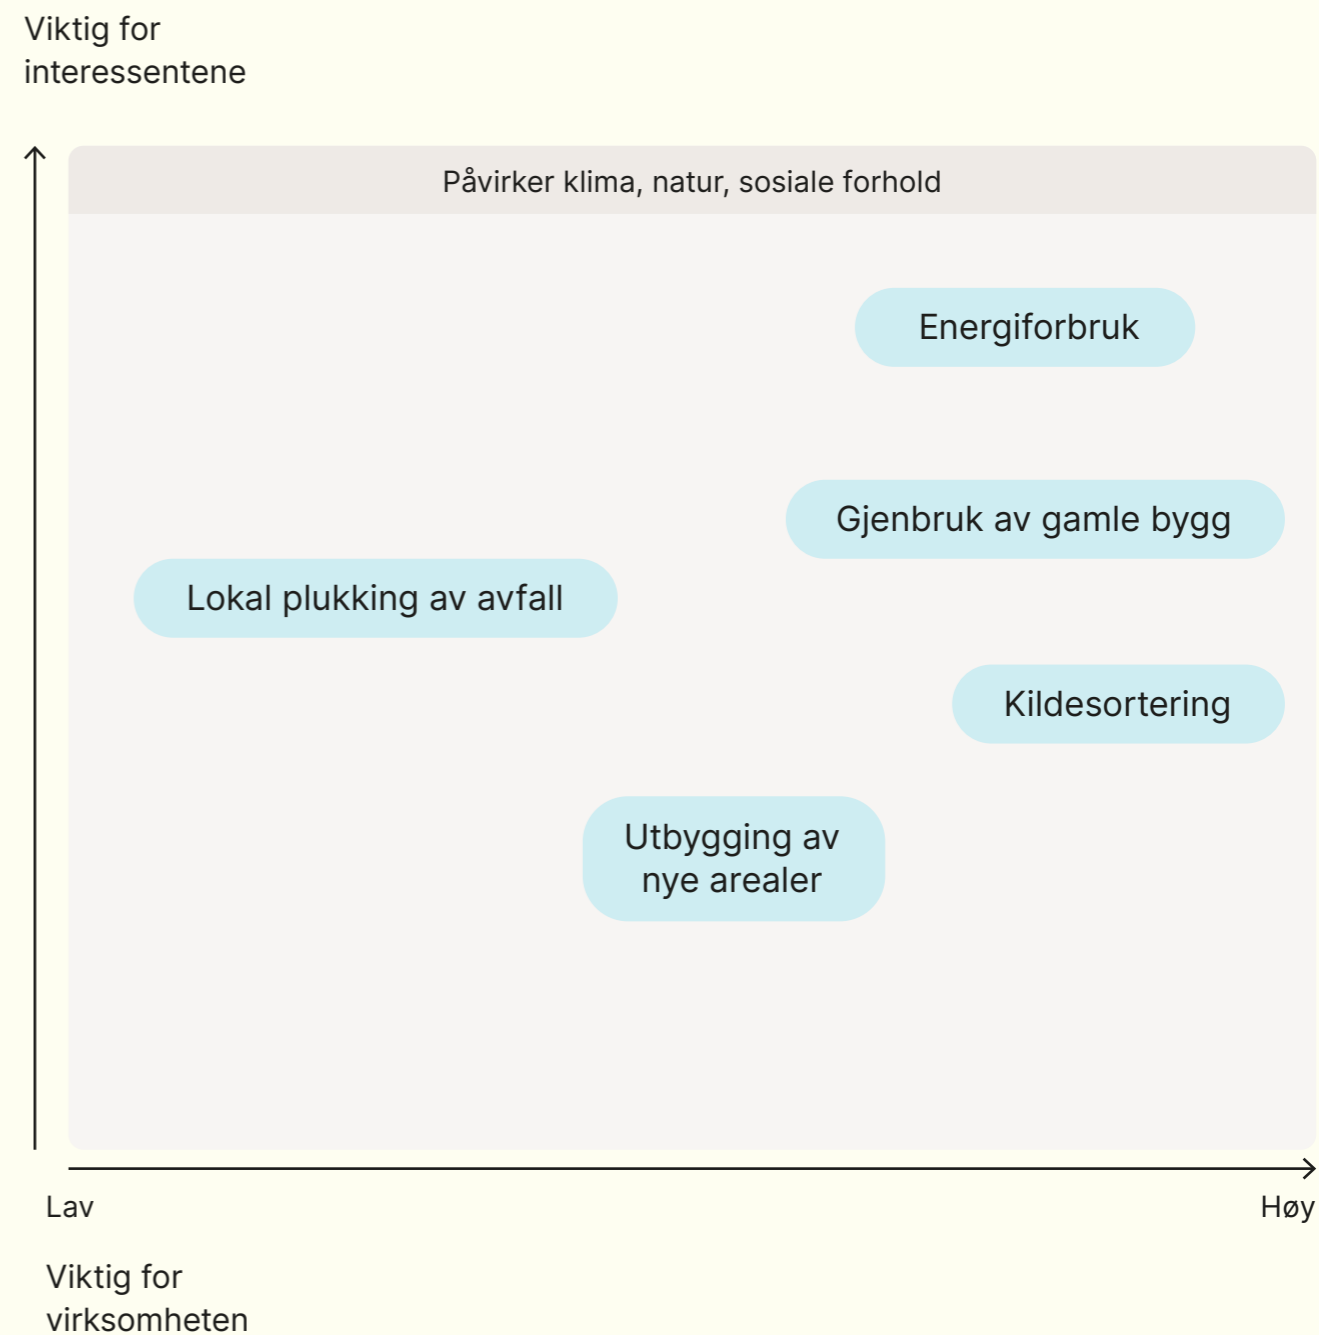 Viktig for
interessentene
Påvirker klima, natur, sosiale forhold
Energiforbruk
Gjenbruk av gamle bygg
Lokal plukking av avfall
Kildesortering
Utbygging av
nye arealer
Lav
Høy
Viktig for
virksomheten